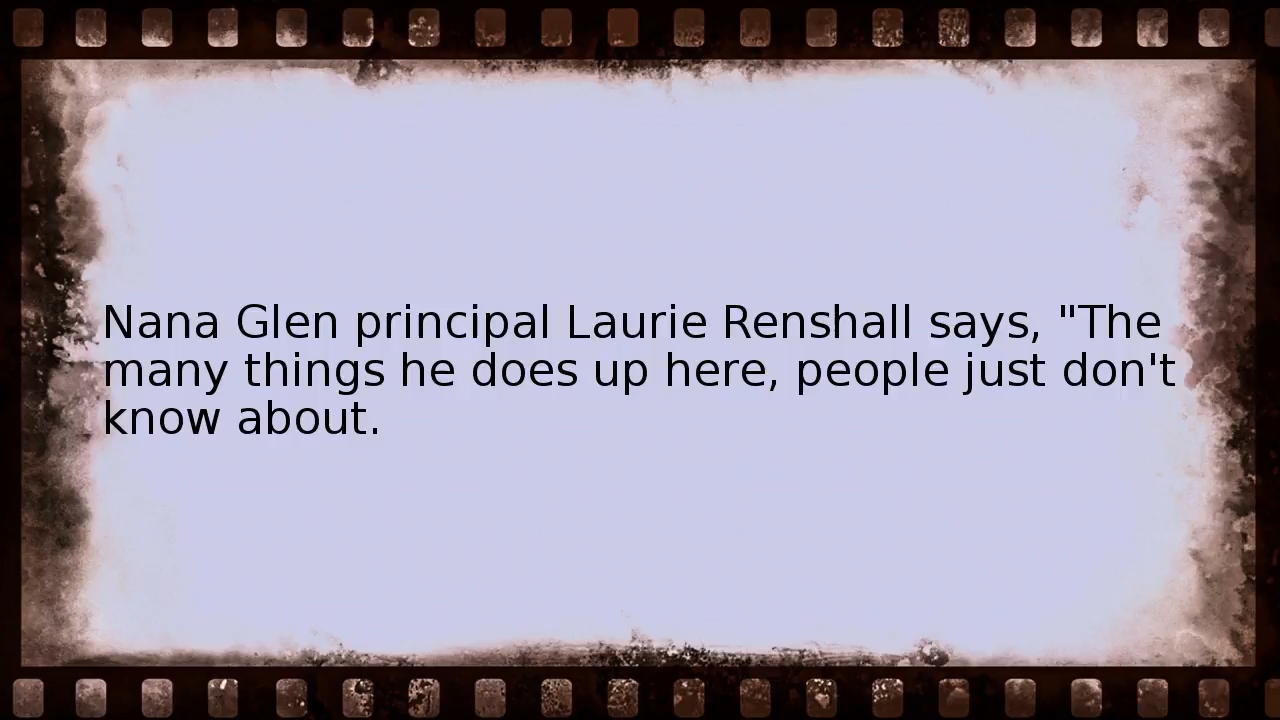 Nana Glen principal Laurie Renshall says, "The
many things he does up here, people just don't
know about.